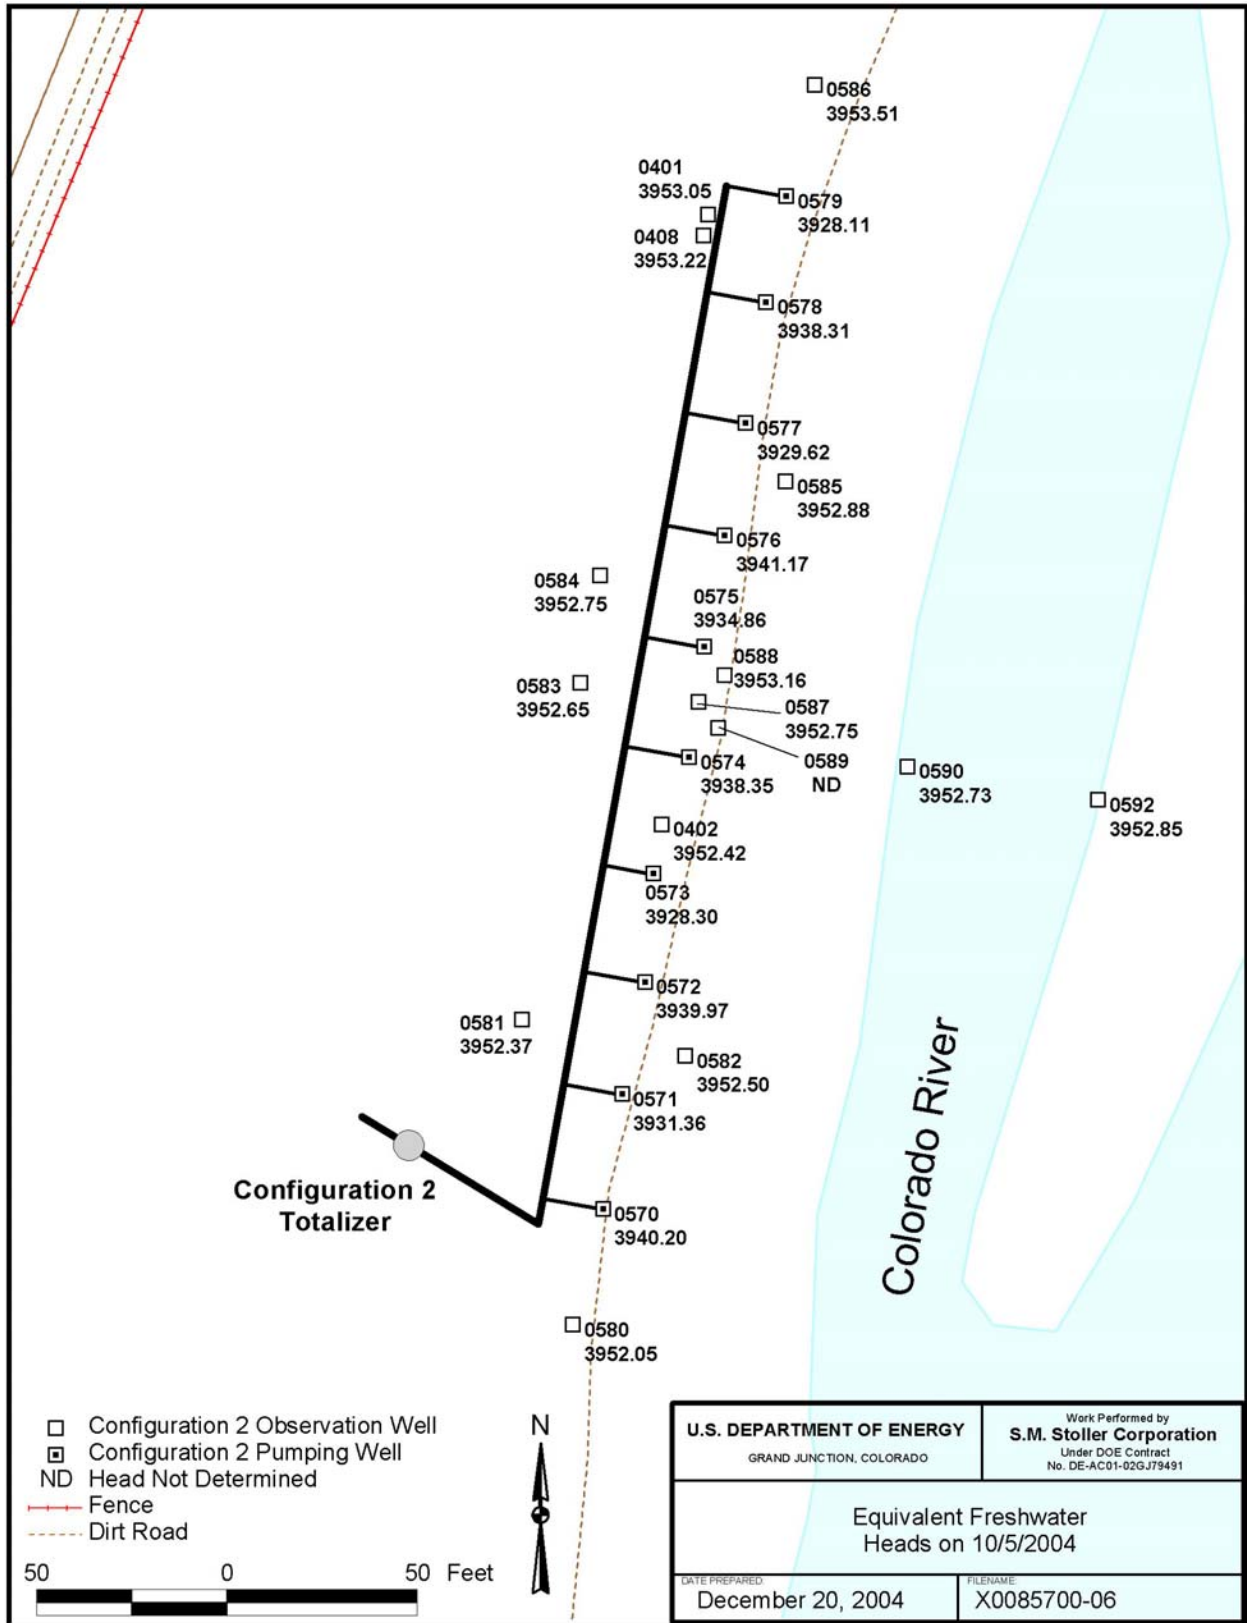 0586
3953.51
0401
3953.05
0579
3928.11
0408
3953.22
0578
3938.31
0577
3929.62
0585
3952.88
0576
3941.17
0584
3952.75
0575
3934.86
0588
3953.16
0583
3952.65
0587
3952.75
0589
ND
0574
3938.35
0590
3952.73
0592
3952.85
0402
3952.42
0573
3928.30
0572
3939.97
0581
3952.37
0582
3952.50
0571
3931.36
Colorado River
Configuration 2
Totalizer
0570
3940.20
0580
3952.05
Configuration 2 Observation Well
Configuration 2 Pumping Well
ND Head Not Determined
Fence
Dirt Road
50 0 50 Feet
N
U.S. DEPARTMENT OF ENERGY
GRAND JUNCTION, COLORADO
Work Performed by
S.M. Stoller Corporation
Under DOE Contract
No. DE-AC01-02GJ79491
Equivalent Freshwater
Heads on 10/5/2004
DATE PREPARED:
December 20, 2004
FILENAME:
X0085700-06